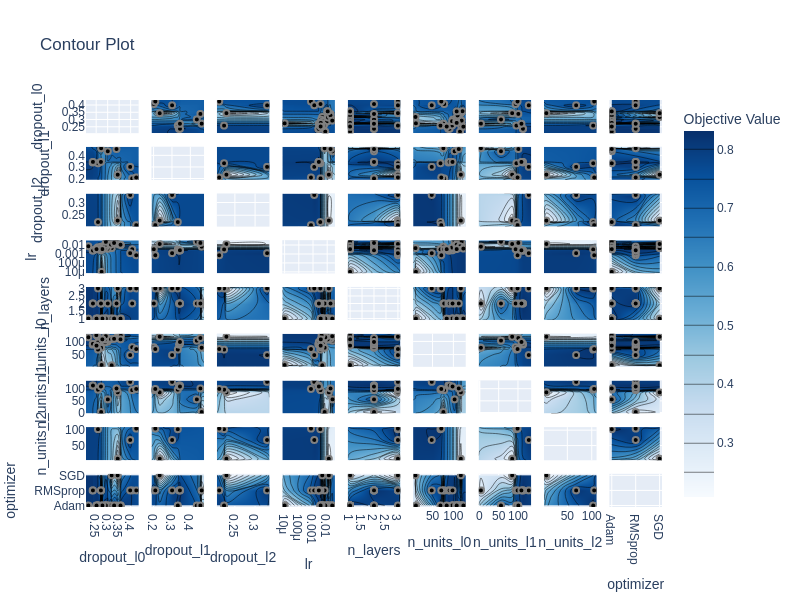 Contour Plot
Objective Value
0.8
0.7
0.6
0.5
0.4
0.3
dropout_l0
0.4
0.35
0.3
0.25
dropout_l1
0.4
0.3
0.2
dropout_l2
0.3
0.25
lr
0.01
0.001
100μ
10μ
n_layers
3
2.5
2
1.5
1
n_units_l0
100
50
n_units_l1
100
50
0
n_units_l2
100
50
optimizer
SGD
RMSprop
Adam
0.25
0.3
0.35
0.4
0.2
0.3
0.4
0.25
0.3
10μ
100μ
0.001
0.01
1
1.5
2
2.5
3
50
100
0
50
100
50
100
Adam
RMSprop
SGD
dropout_l0
dropout_l1
dropout_l2
lr
n_layers
n_units_l0
n_units_l1
n_units_l2
optimizer